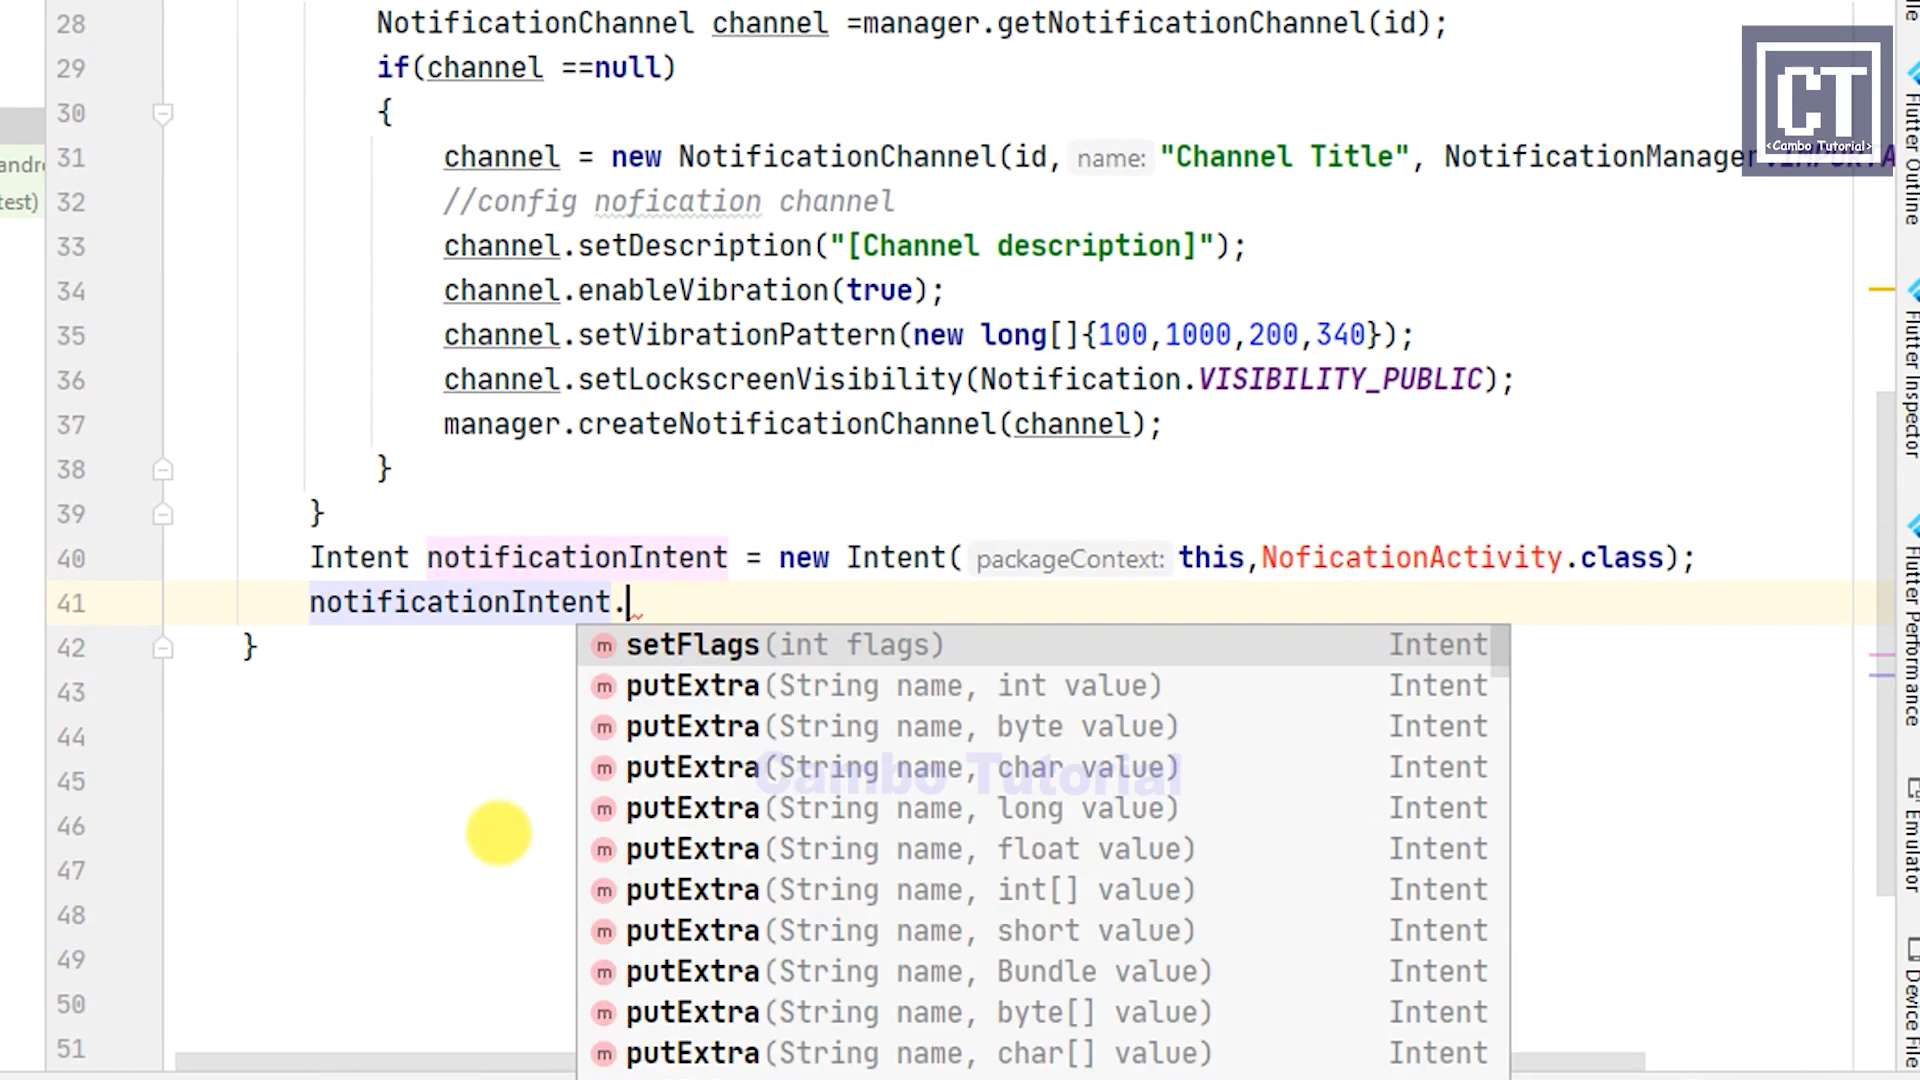 28 NotificationChannel channel =manager.getNotificationChannel(id);
29 if(channel ==null)
30 {
31 channel = new NotificationChannel(id, name: "Channel Title", NotificationManager
32 //config nofication channel
33 channel.setDescription("[Channel description]");
34 channel.enableVibration(true);
35 channel.setVibrationPattern(new long[]{100,1000,200,340});
36 channel.setLockscreenVisibility(Notification.VISIBILITY_PUBLIC);
37 manager.createNotificationChannel(channel);
38 }
39 }
40 Intent notificationIntent = new Intent( packageContext: this,NoficationActivity.class);
41 notificationIntent.
42 }
43
44
45
46
47
48
49
50
51
setFlags(int flags) Intent
putExtra(String name, int value) Intent
putExtra(String name, byte value) Intent
putExtra(String name, char value) Intent
putExtra(String name, long value) Intent
putExtra(String name, float value) Intent
putExtra(String name, int[] value) Intent
putExtra(String name, short value) Intent
putExtra(String name, Bundle value) Intent
putExtra(String name, byte[] value) Intent
putExtra(String name, char[] value) Intent
Cambo Tutorial
CT
<Cambo Tutorial>
andr
test)
Flutter Outline
Flutter Inspector
Flutter Performance
Emulator
Device File